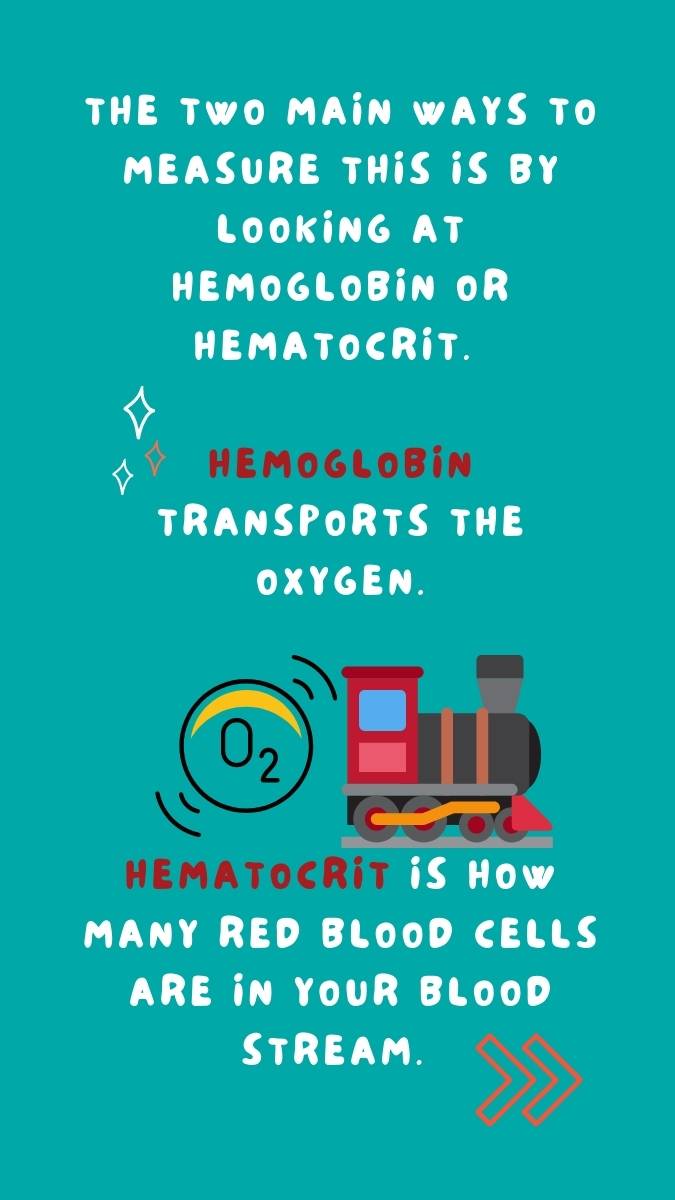 THE TWO MAIN WAYS TO
MEASURE THIS IS BY
LOOKING AT
HEMOGLOBIN OR
HEMATOCRIT.
HEMOGLOBIN
TRANSPORTS THE
OXYGEN.
O2
HEMATOCRIT IS HOW
MANY RED BLOOD CELLS
ARE IN YOUR BLOOD
STREAM.